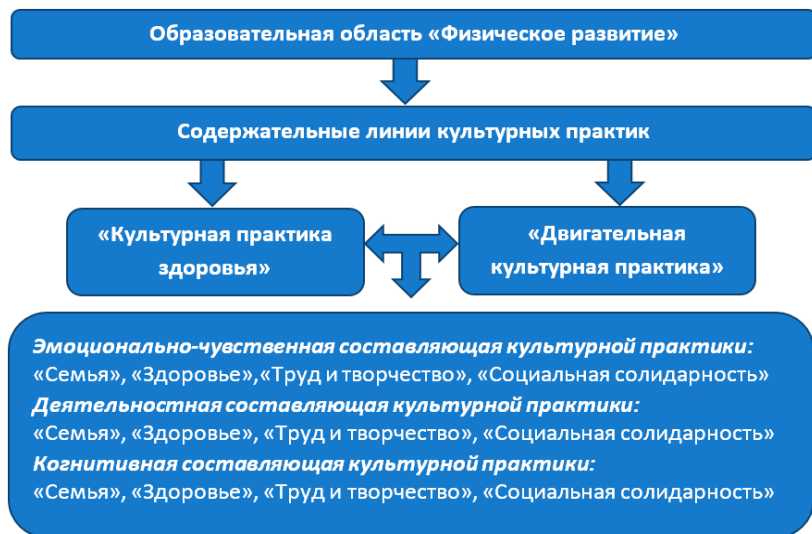 Образовательная область «Физическое развитие»
Содержательные линии культурных практик
«Культурная практика
здоровья»
«Двигательная
культурная практика»
Эмоционально-чувственная составляющая культурной практики:
«Семья», «Здоровье»,«Труд и творчество», «Социальная солидарность»
Деятельностная составляющая культурной практики:
«Семья», «Здоровье», «Труд и творчество», «Социальная солидарность»
Когнитивная составляющая культурной практики:
«Семья», «Здоровье», «Труд и творчество», «Социальная солидарность»